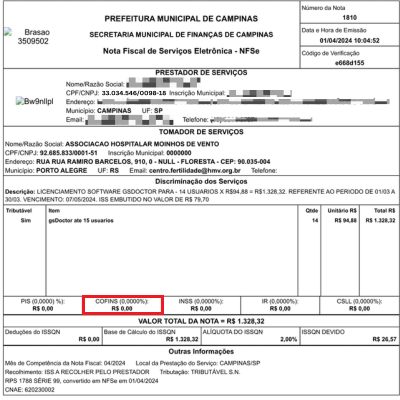 Brasao
3509502
PREFEITURA MUNICIPAL DE CAMPINAS
SECRETARIA MUNICIPAL DE FINANÇAS DE CAMPINAS
Nota Fiscal de Serviços Eletrônica - NFSe
Número da Nota
1810
Data e Hora de Emissão
01/04/2024 10:04:52
Código de Verificação
e668d155
PRESTADOR DE SERVIÇOS
Bw9nllpl
Nome/Razão Social:
CPF/CNPJ: 33.034.546/0098-18 Inscrição Municipal:
Endereço:
Município: CAMPINAS UF: SP
Email: Telefone:
TOMADOR DE SERVIÇOS
Nome/Razão Social: ASSOCIACAO HOSPITALAR MOINHOS DE VENTO
CPF/CNPJ: 92.685.833/0001-51 Inscrição Municipal: 0000000
Endereço: RUA RUA RAMIRO BARCELOS, 910, 0 - NULL - FLORESTA - CEP: 90.035-004
Município: PORTO ALEGRE UF: RS Email: centro.fertilidade@hmv.org.br Telefone:
Discriminação dos Serviços
Descrição: LICENCIAMENTO SOFTWARE GSDOCTOR PARA - 14 USUARIOS X R$94,88 = R$1.328,32. REFERENTE AO PERIODO DE 01/03 A
30/03. VENCIMENTO: 07/05/2024. ISS EMBUTIDO NO VALOR DE R$ 79,70
Tributável Item Qtde Unitário R$ Total R$
Sim gsDoctor ate 15 usuarios 14 R$ 94,88 R$ 1.328,32
PIS (0,0000) %): COFINS (0,0000%): INSS (0,0000%): IR (0,0000%): CSLL (0,0000%):
R$ 0,00 R$ 0,00 R$ 0,00 R$ 0,00 R$ 0,00
VALOR TOTAL DA NOTA = R$ 1.328,32
Deduções do ISSQN Base de Cálculo do ISSQN ALÍQUOTA DO ISSQN ISSQN DEVIDO
R$ 0,00 R$ 1.328,32 2,00% R$ 26,57
Outras Informações
Mês de Competência da Nota Fiscal: 04/2024 Local da Prestação do Serviço: CAMPINAS/SP
Recolhimento: ISS A RECOLHER PELO PRESTADOR Tributação: TRIBUTÁVEL S.N.
RPS 1788 SÉRIE 99, convertido em NFSe em 01/04/2024
CNAE: 620230002